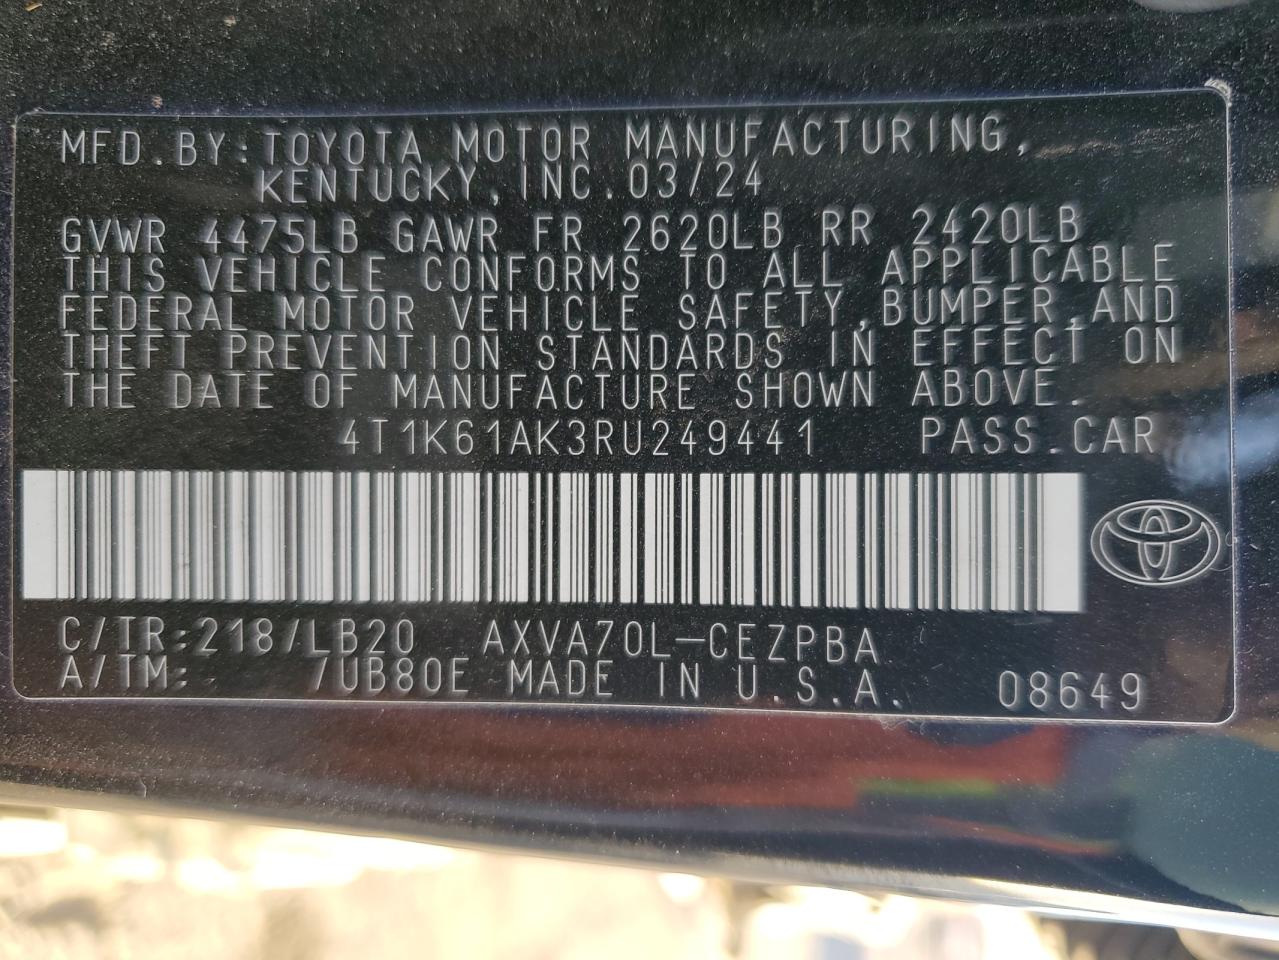 MFD.BY:TOYOTA MOTOR MANUFACTURING,
KENTUCKY,INC.03/24
GVWR 4475LB GAWR FR 2620LB RR 2420LB
THIS VEHICLE CONFORMS TO ALL APPLICABLE
FEDERAL MOTOR VEHICLE SAFETY,BUMPER,AND
THEFT PREVENTION STANDARDS IN EFFECT ON
THE DATE OF MANUFACTURE SHOWN ABOVE.
4T1K61AK3RU249441 PASS.CAR
C/TR:218/LB20 AXVA70L-CEZPBA
A/TM: /UB80E MADE IN U.S.A. 08649